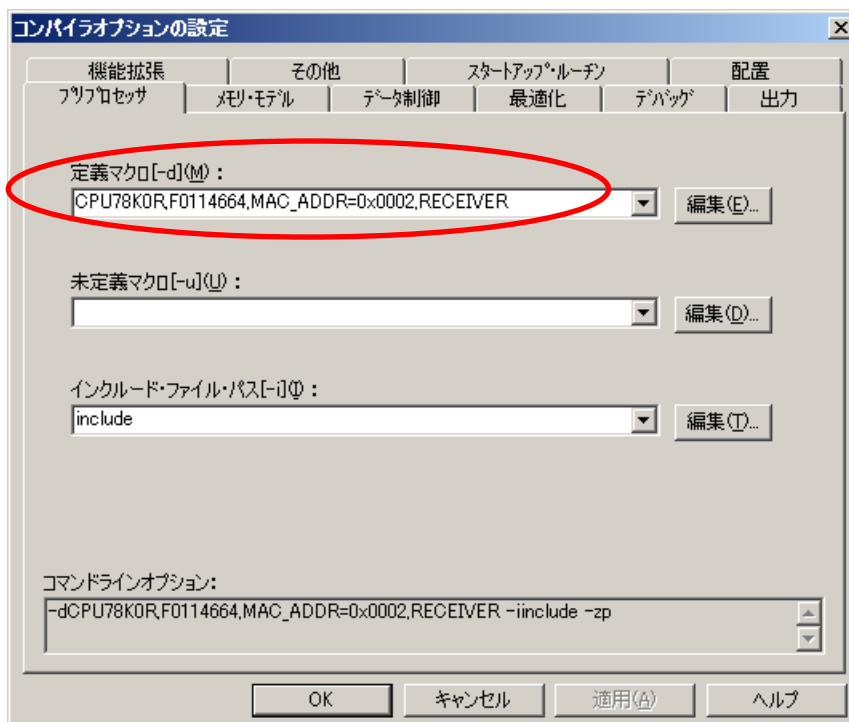 コンパイラオプションの設定
機能拡張 その他 スタートアップ・ルーチン 配置
プリプロセッサ メモリ・モデル データ制御 最適化 デバッグ 出力
定義マクロ[-d](M)：
CPU78K0R,F0114664,MAC_ADDR=0x0002,RECEIVER 編集(E)...
未定義マクロ[-u](U)：
編集(D)...
インクルード・ファイル・パス[-i](I)：
include 編集(T)...
コマンドラインオプション：
-dCPU78K0R,F0114664,MAC_ADDR=0x0002,RECEIVER -iinclude -zp
OK キャンセル 適用(A) ヘルプ